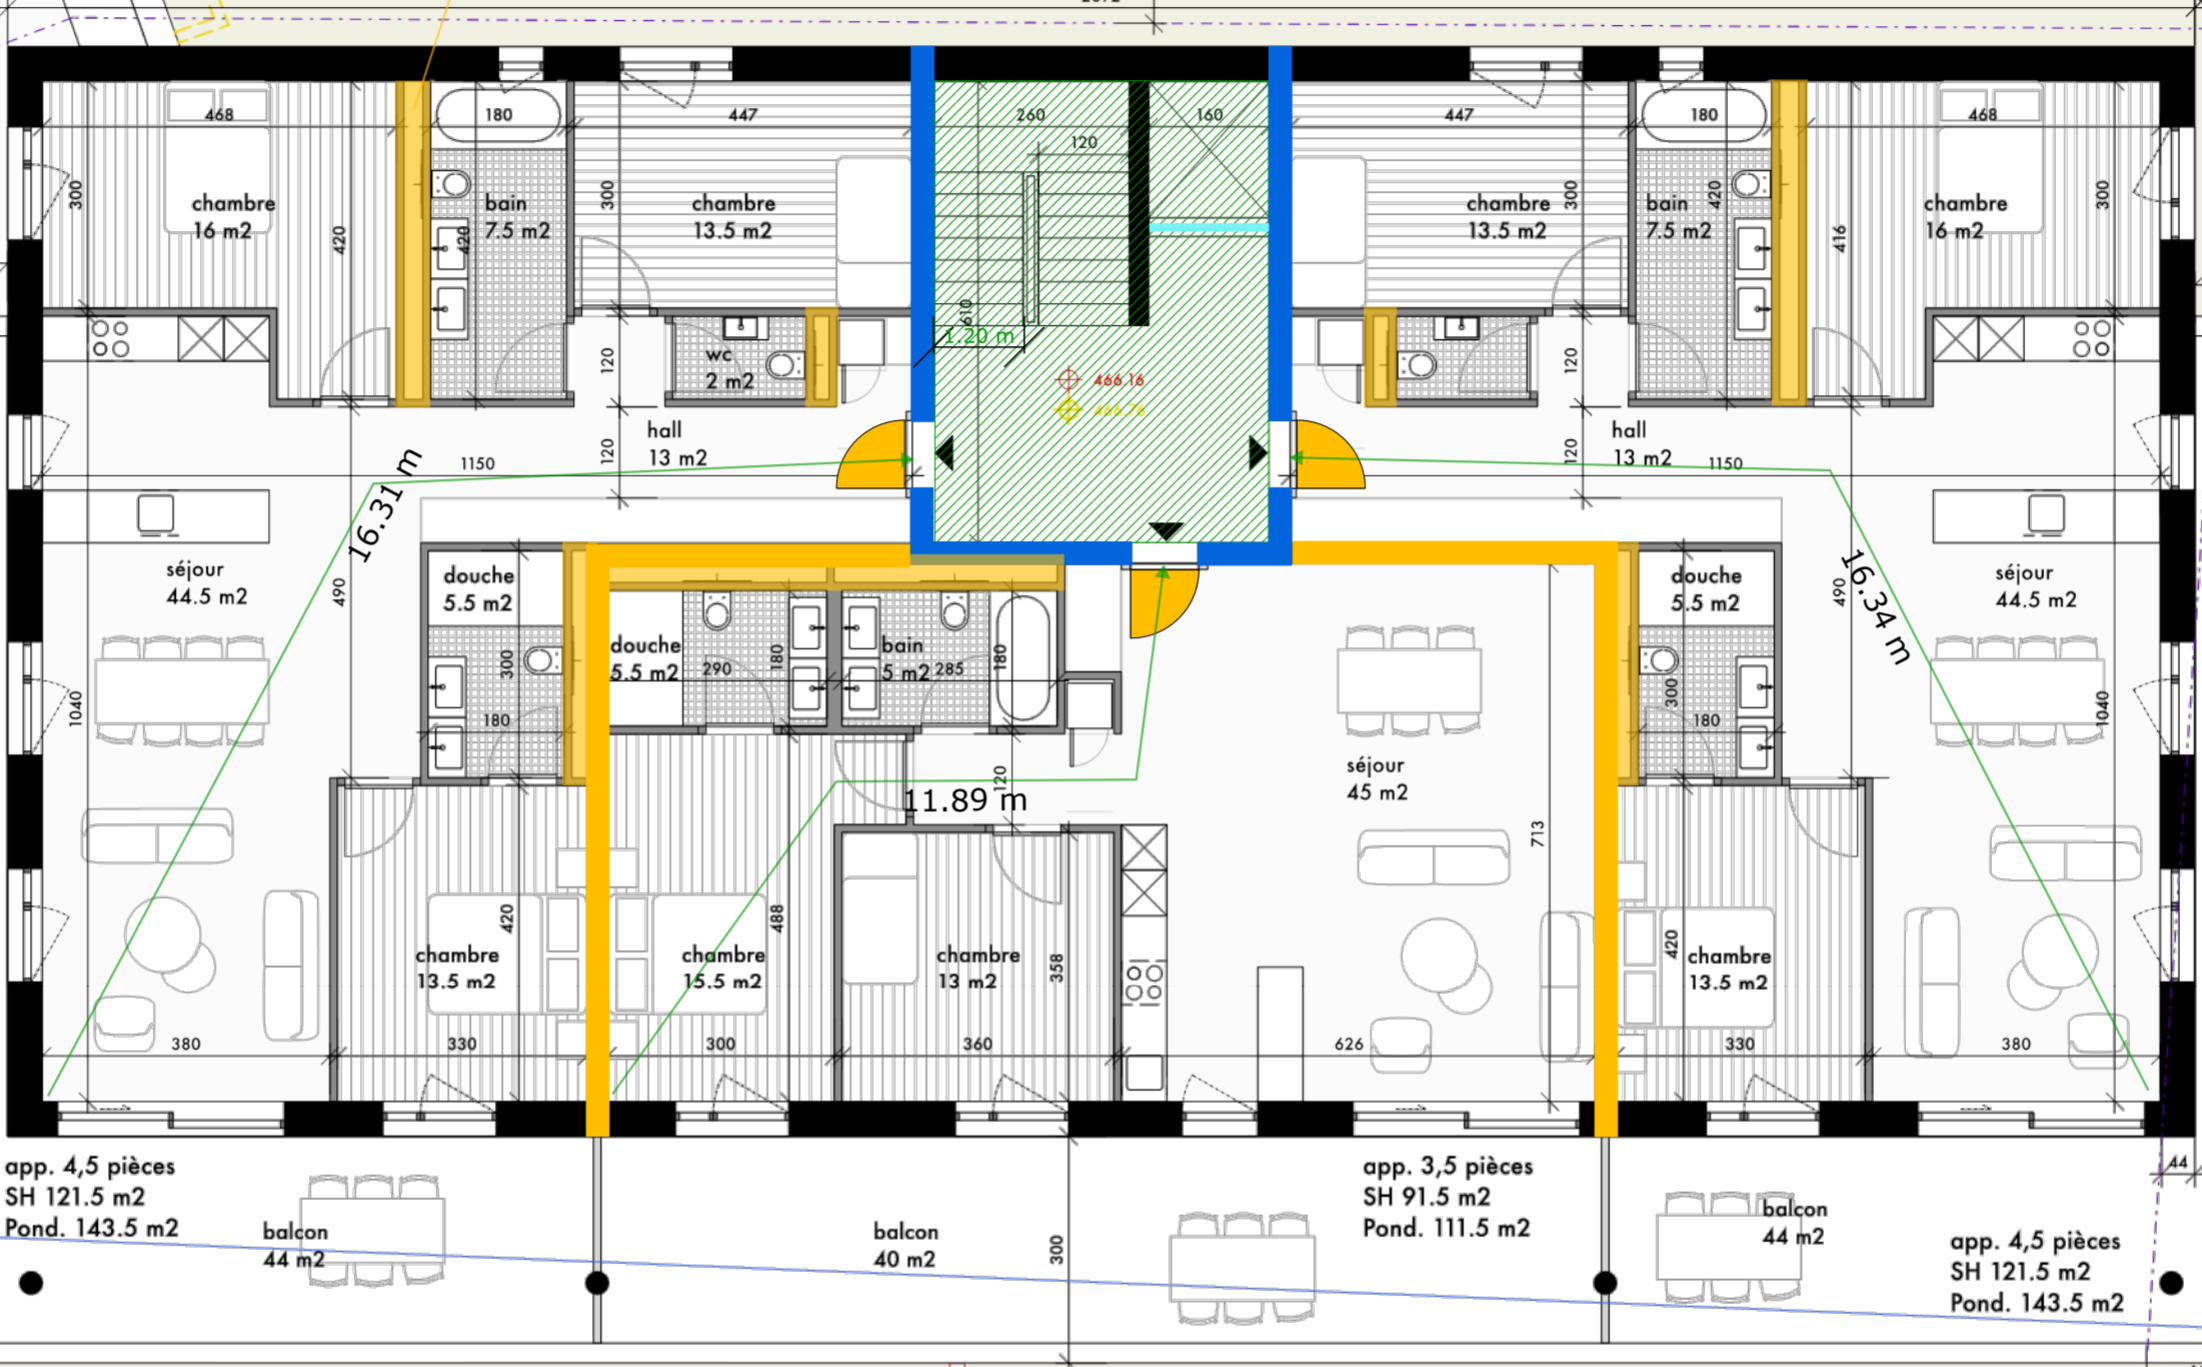 468
180
447
260
160
447
180
468
120
300
420
chambre
16 m2
420
bain
7.5 m2
300
chambre
13.5 m2
610
1.20 m
466.16
466.76
chambre
13.5 m2
300
bain
7.5 m2
420
416
chambre
16 m2
300
wc
2 m2
120
120
hall
13 m2
120
120
hall
13 m2
1150
1150
16.31 m
16.34 m
séjour
44.5 m2
490
1040
douche
5.5 m2
300
180
douche
5.5 m2
290
180
bain
5 m2
285
180
douche
5.5 m2
300
180
490
séjour
44.5 m2
1040
séjour
45 m2
713
120
11.89 m
chambre
13.5 m2
420
chambre
15.5 m2
488
chambre
13 m2
358
chambre
13.5 m2
420
380
330
300
360
626
330
380
44
app. 4,5 pièces
SH 121.5 m2
Pond. 143.5 m2
balcon
44 m2
balcon
40 m2
300
app. 3,5 pièces
SH 91.5 m2
Pond. 111.5 m2
balcon
44 m2
app. 4,5 pièces
SH 121.5 m2
Pond. 143.5 m2